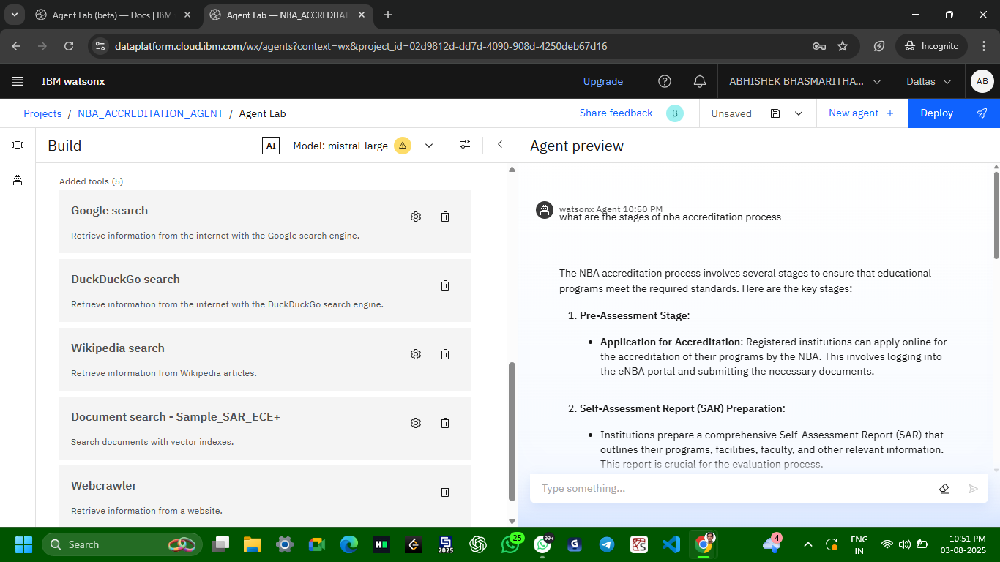 Agent Lab (beta) — Docs | IBM
Agent Lab — NBA_ACCREDITAT
dataplatform.cloud.ibm.com/wx/agents?context=wx&project_id=02d9812d-dd7d-4090-908d-4250deb67d16
Incognito
IBM watsonx
Upgrade
ABHISHEK BHASMARITHA...
Dallas
AB
Projects / NBA_ACCREDITATION_AGENT / Agent Lab
Share feedback
β
Unsaved
New agent +
Deploy
Build
AI
Model: mistral-large
Agent preview
Added tools (5)
Google search
Retrieve information from the internet with the Google search engine.
DuckDuckGo search
Retrieve information from the internet with the DuckDuckGo search engine.
Wikipedia search
Retrieve information from Wikipedia articles.
Document search - Sample_SAR_ECE+
Search documents with vector indexes.
Webcrawler
Retrieve information from a website.
watsonx Agent 10:50 PM
what are the stages of nba accreditation process
The NBA accreditation process involves several stages to ensure that educational
programs meet the required standards. Here are the key stages:
1. Pre-Assessment Stage:
• Application for Accreditation: Registered institutions can apply online for
the accreditation of their programs by the NBA. This involves logging into
the eNBA portal and submitting the necessary documents.
2. Self-Assessment Report (SAR) Preparation:
• Institutions prepare a comprehensive Self-Assessment Report (SAR) that
outlines their programs, facilities, faculty, and other relevant information.
This report is crucial for the evaluation process.
Type something...
Search
2025
25
99+
4
ENG
IN
10:51 PM
03-08-2025